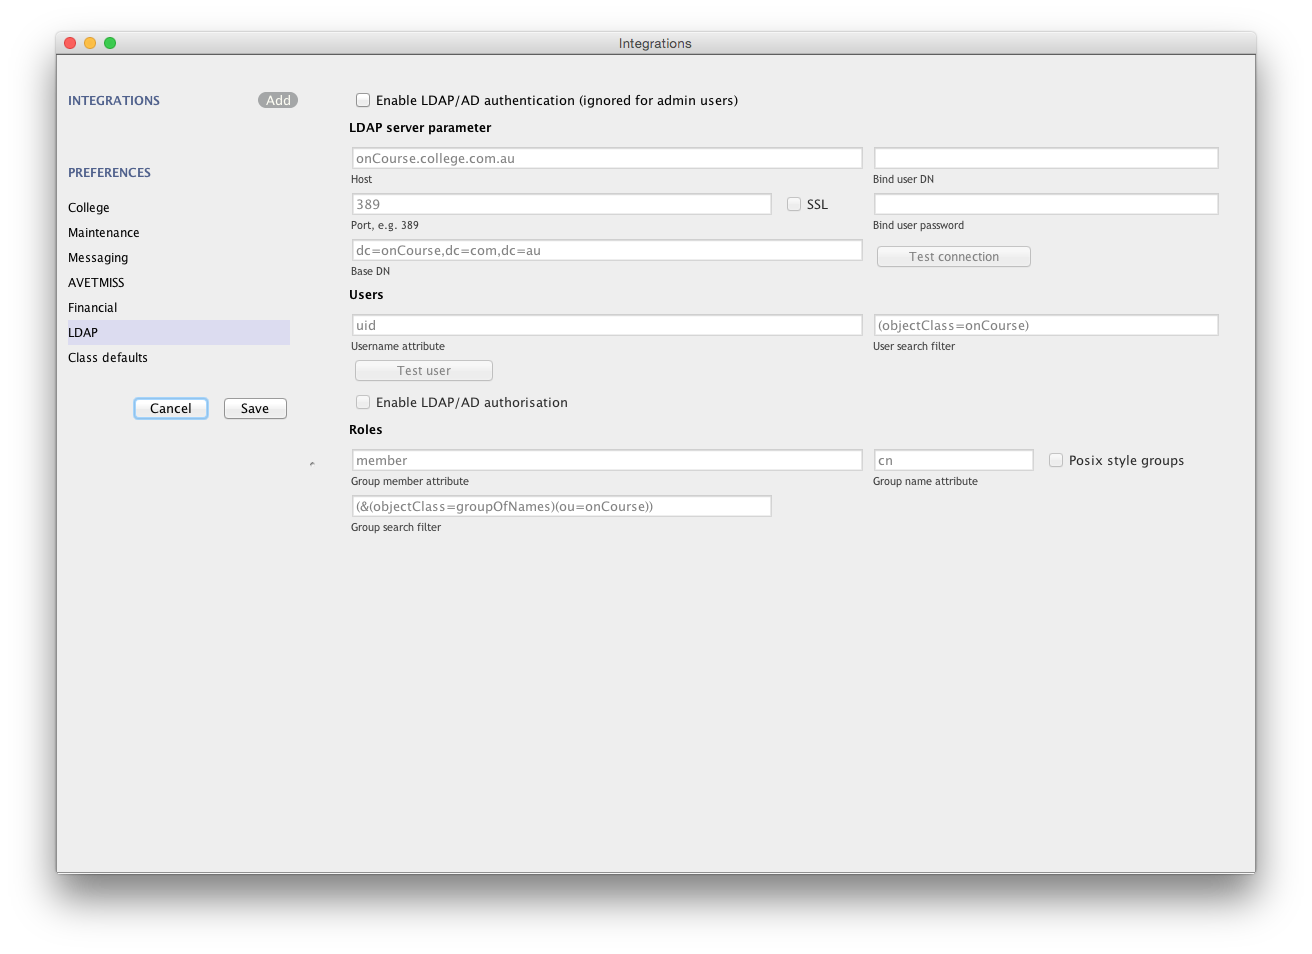 Integrations
INTEGRATIONS
Add
PREFERENCES
College
Maintenance
Messaging
AVETMISS
Financial
LDAP
Class defaults
Cancel
Save
Enable LDAP/AD authentication (ignored for admin users)
LDAP server parameter
onCourse.college.com.au
Host
Bind user DN
389
SSL
Port, e.g. 389
Bind user password
dc=onCourse,dc=com,dc=au
Test connection
Base DN
Users
uid
(objectClass=onCourse)
Username attribute
User search filter
Test user
Enable LDAP/AD authorisation
Roles
member
cn
Posix style groups
Group member attribute
Group name attribute
(&(objectClass=groupOfNames)(ou=onCourse))
Group search filter